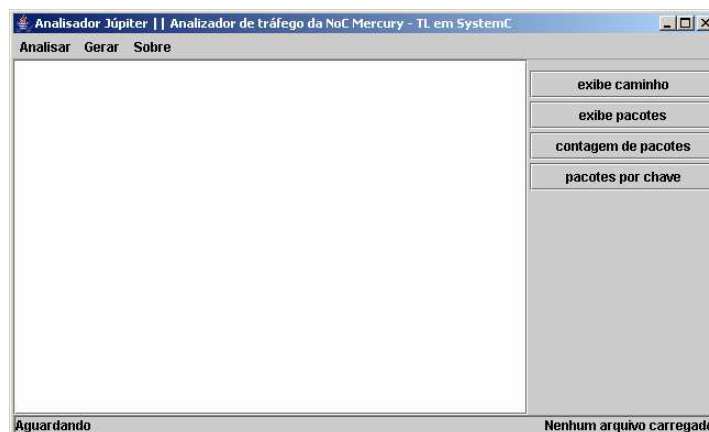 Analisador Júpiter || Analizador de tráfego da NoC Mercury - TL em SystemC
Analisar Gerar Sobre
exibe caminho
exibe pacotes
contagem de pacotes
pacotes por chave
Aguardando Nenhum arquivo carregado